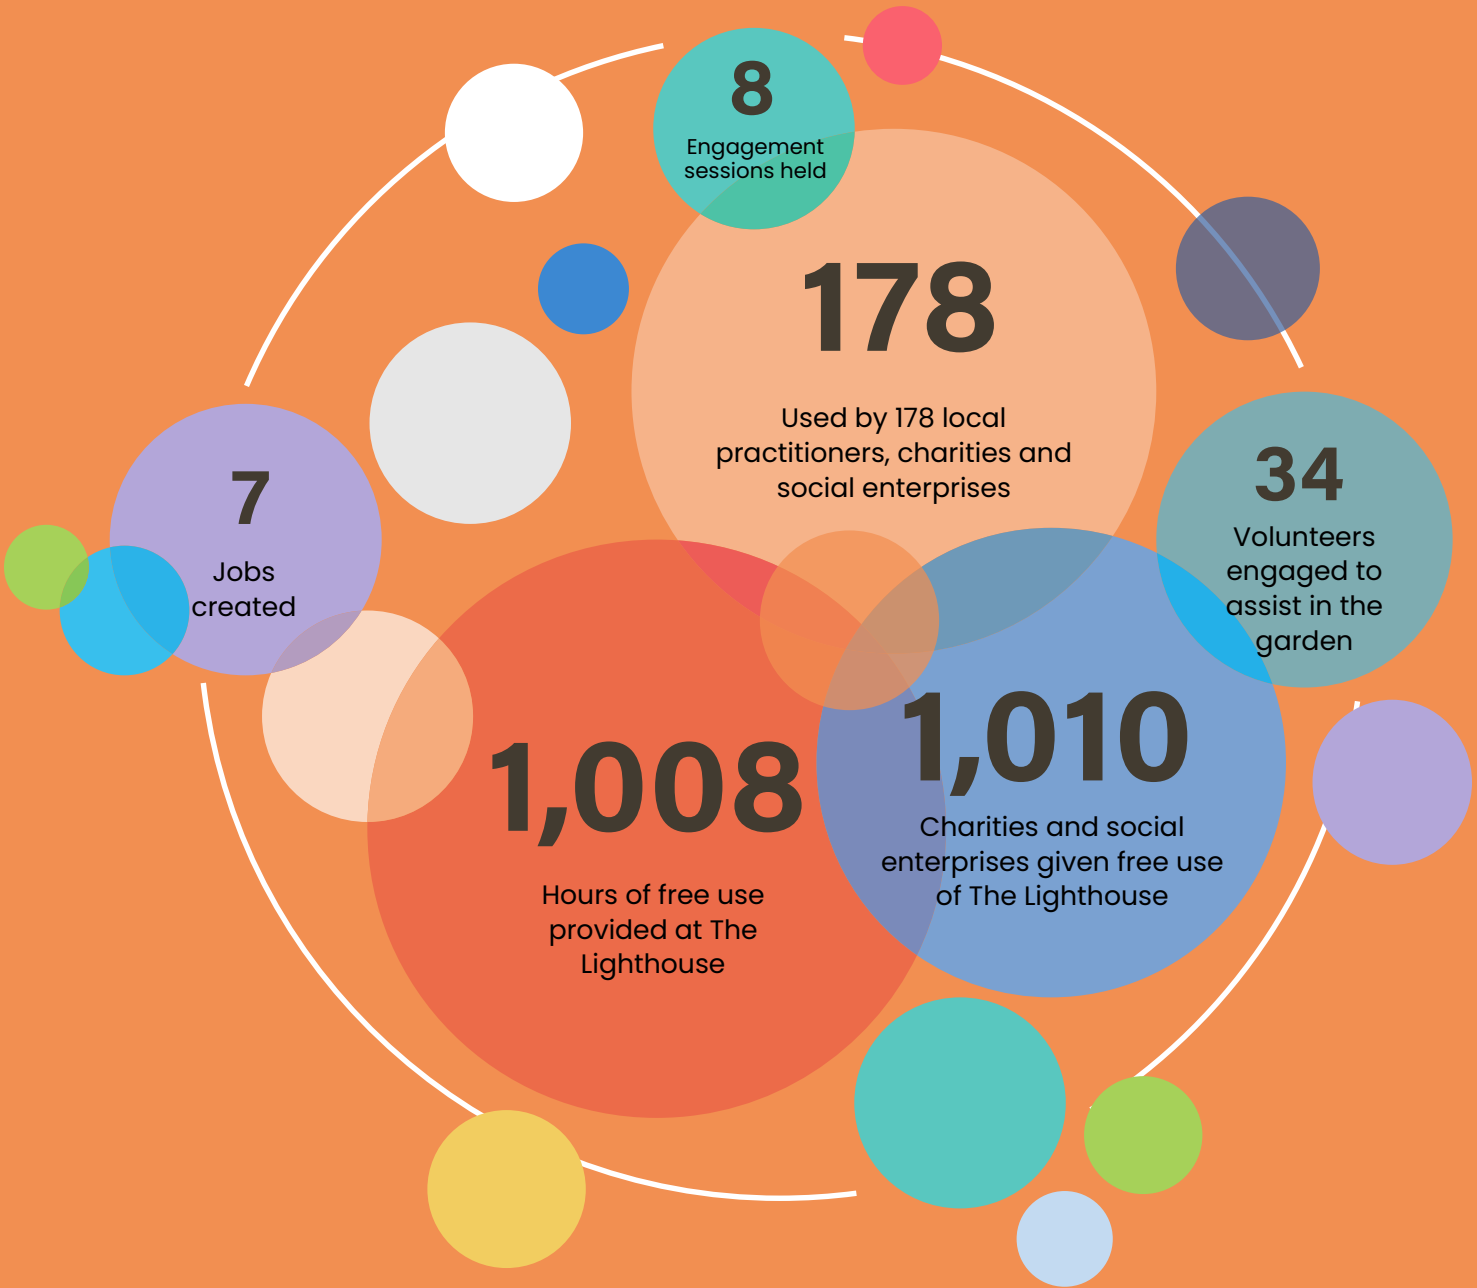 8
Engagement
sessions held
178
Used by 178 local
practitioners, charities and
social enterprises
34
Volunteers
engaged to
assist in the
garden
7
Jobs
created
1,008
Hours of free use
provided at The
Lighthouse
1,010
Charities and social
enterprises given free use
of The Lighthouse